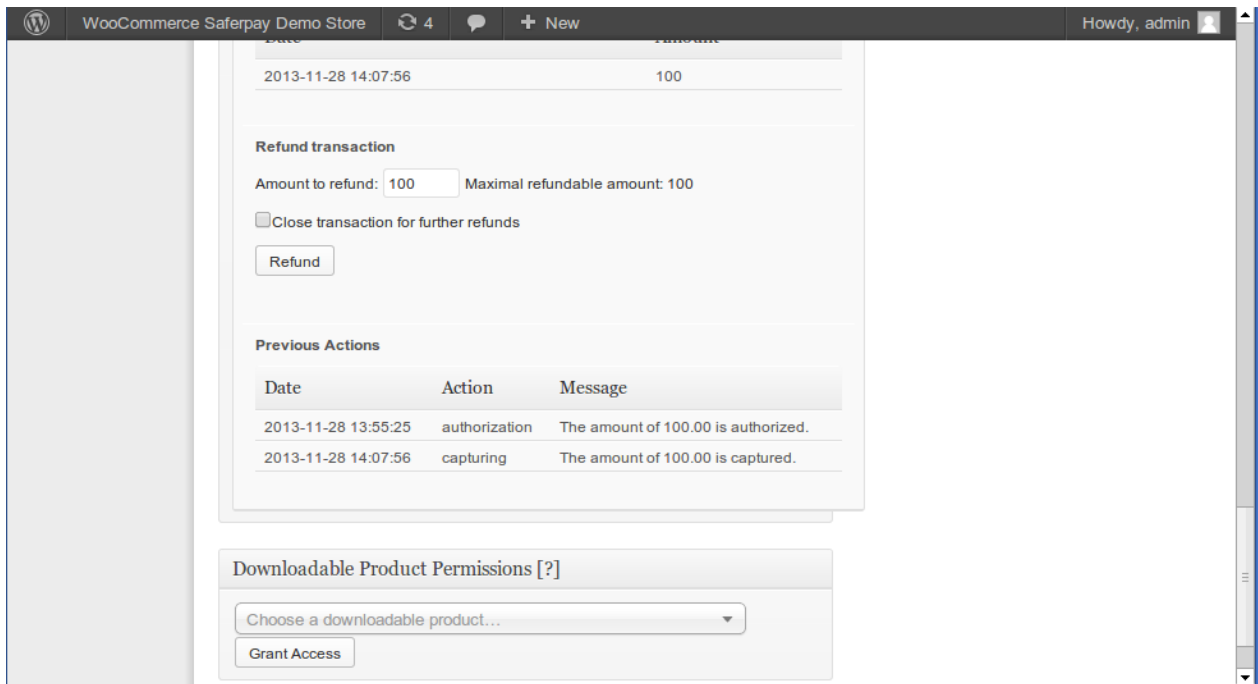 WooCommerce Saferpay Demo Store 4 New Howdy, admin
Date Amount
2013-11-28 14:07:56 100
Refund transaction
Amount to refund: 100 Maximal refundable amount: 100
Close transaction for further refunds
Refund
Previous Actions
Date Action Message
2013-11-28 13:55:25 authorization The amount of 100.00 is authorized.
2013-11-28 14:07:56 capturing The amount of 100.00 is captured.
Downloadable Product Permissions [?]
Choose a downloadable product...
Grant Access